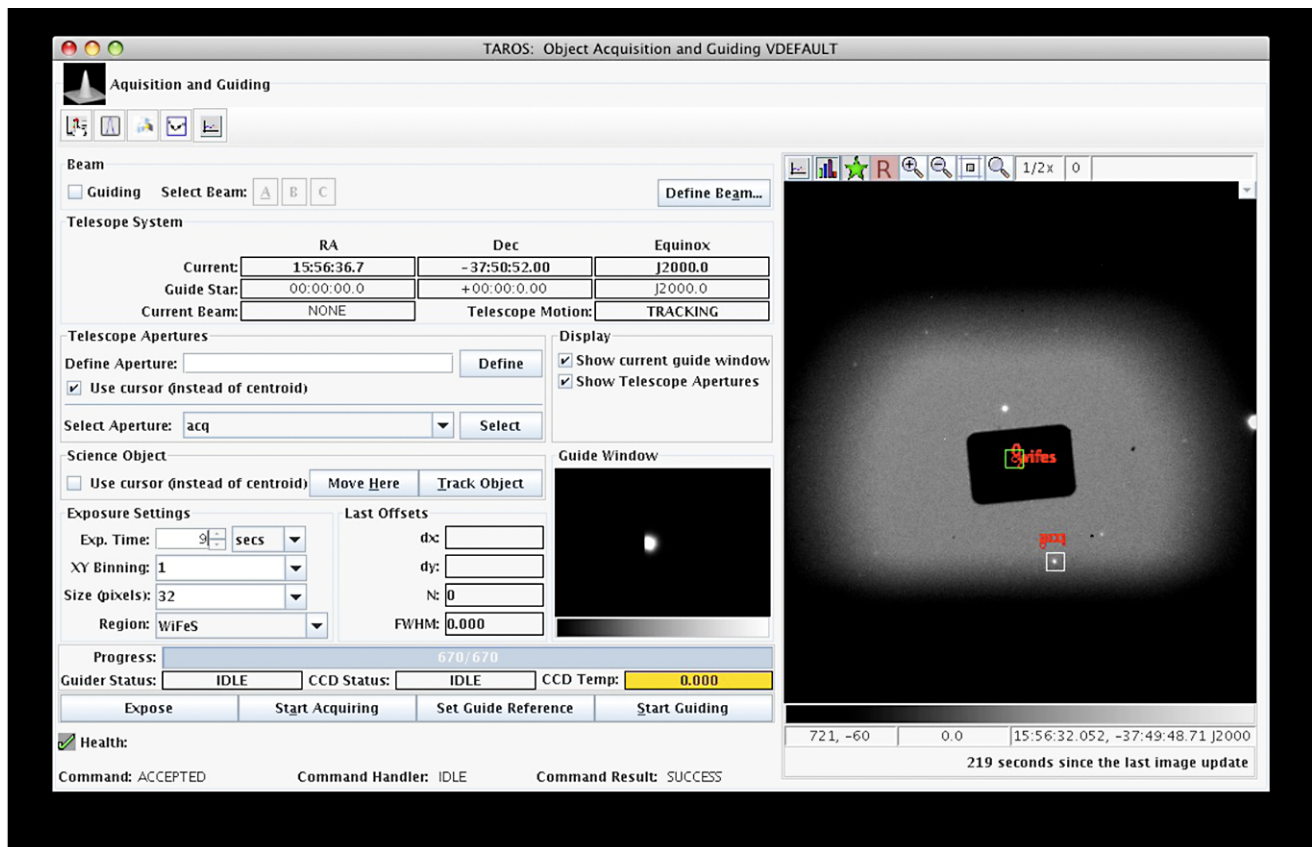 TAROS: Object Acquisition and Guiding VDEFAULT
Aquisition and Guiding
Beam
Guiding Select Beam: A B C Define Beam...
Telesope System
RA Dec Equinox
Current: 15:56:36.7 -37:50:52.00 J2000.0
Guide Star: 00:00:00.0 +00:00:0.00 J2000.0
Current Beam: NONE Telescope Motion: TRACKING
Telescope Apertures
Define Aperture: Define
Use cursor (instead of centroid)
Select Aperture: acq Select
Display
Show current guide window
Show Telescope Apertures
Science Object
Use cursor (instead of centroid) Move Here Track Object
Exposure Settings
Exp. Time: 9 secs
XY Binning: 1
Size (pixels): 32
Region: WiFeS
Last Offsets
dx:
dy:
N: 0
FWHM: 0.000
Guide Window
Progress: 670/670
Guider Status: IDLE CCD Status: IDLE CCD Temp: 0.000
Expose Start Acquiring Set Guide Reference Start Guiding
Health:
Command: ACCEPTED Command Handler: IDLE Command Result: SUCCESS
R 1/2x 0
wifes
721, -60 0.0 15:56:32.052, -37:49:48.71 J2000
219 seconds since the last image update